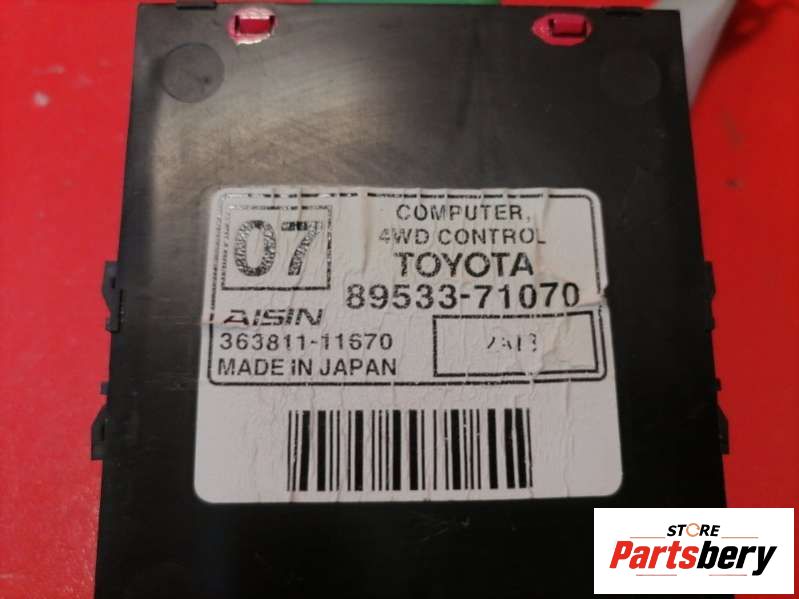 07
COMPUTER,
4WD CONTROL
TOYOTA
89533-71070
AISIN
363811-11670
MADE IN JAPAN
STORE
Partsbery